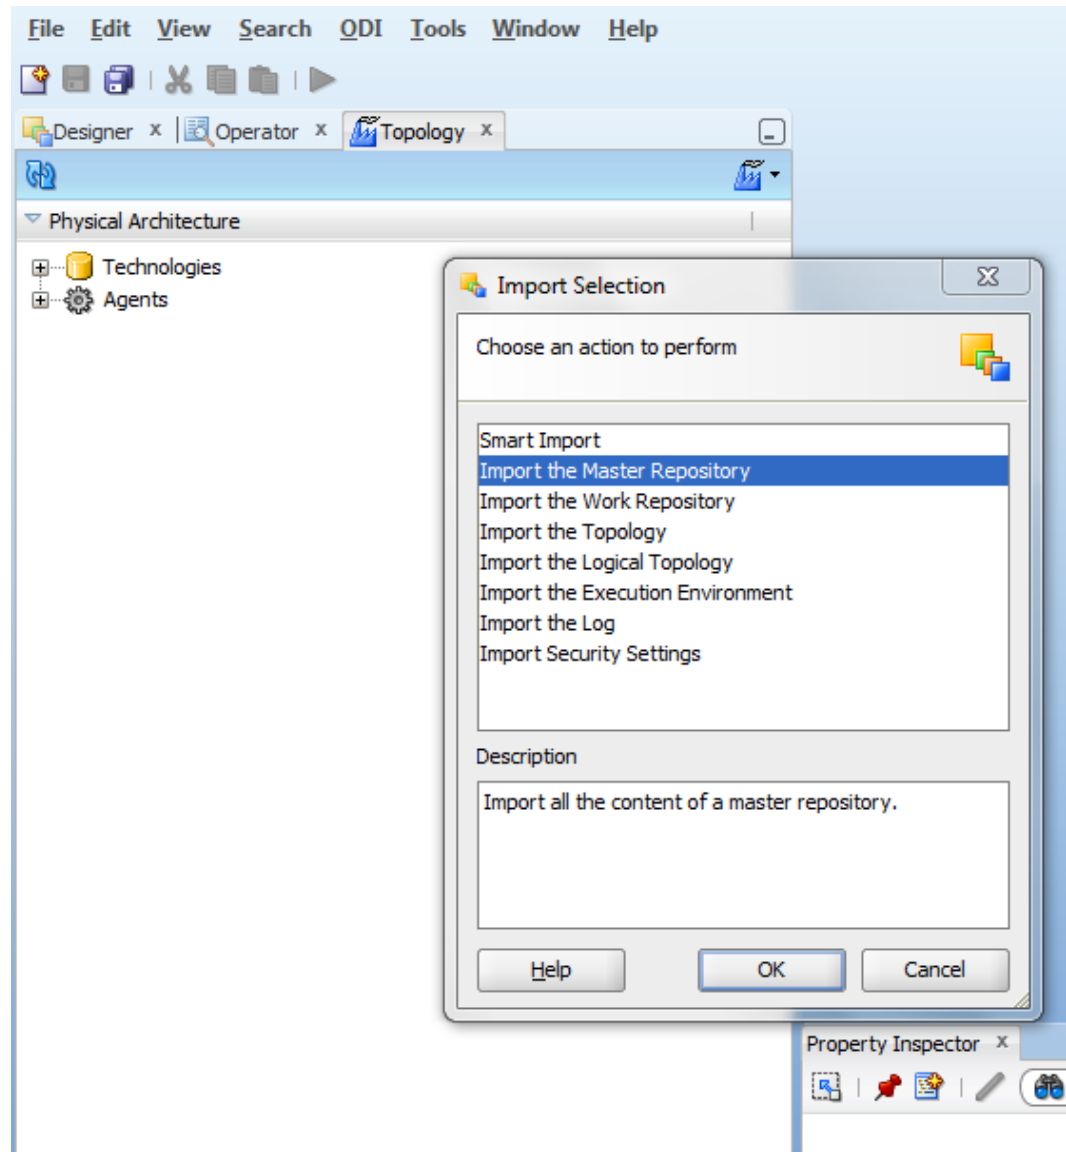 File Edit View Search ODI Tools Window Help
Designer x Operator x Topology x
Physical Architecture
Technologies
Agents
Import Selection
Choose an action to perform
Smart Import
Import the Master Repository
Import the Work Repository
Import the Topology
Import the Logical Topology
Import the Execution Environment
Import the Log
Import Security Settings
Description
Import all the content of a master repository.
Help OK Cancel
Property Inspector x